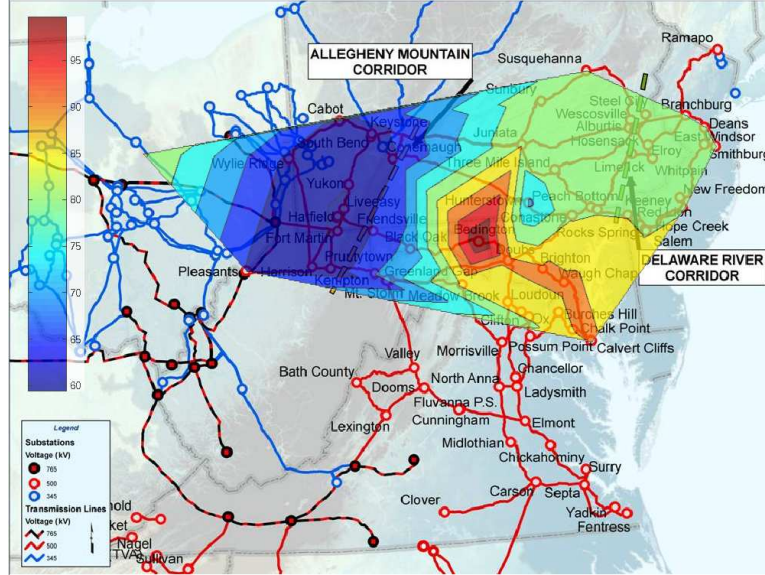 95
90
85
80
75
70
65
60
ALLEGHENY MOUNTAIN
CORRIDOR
Ramapo
Susquehanna
Sunbury
Cabot
Keystone
Branchburg
Wescosville
Alburtis
Deans
Juniata
East Windsor
South Bend
Conemaugh
Hosensack
Smithburg
Wylie Ridge
Three Mile Island
Elroy
Limerick
Whitpain
Yukon
New Freedom
Hunterstown
Peach Bottom
Keeney
Hatfield
Friendsville
Conastone
Bedington
Rocks Springs
Hope Creek
Fort Martin
Black Oak
Salem
Doubs
Brighton
DELAWARE RIVER
CORRIDOR
Pruntytown
Greenland Gap
Waugh Chap
Pleasants
Harrison
Kempton
Mt. Storm
Meadow Brook
Loudoun
Clifton
Ox
Burches Hill
Chalk Point
Possum Point
Calvert Cliffs
Valley
Morrisville
Chancellor
Bath County
Dooms
North Anna
Ladysmith
Fluvanna P.S.
Cunningham
Elmont
Lexington
Midlothian
Chickahominy
Surry
Carson
Septa
Clover
Yadkin
Fentress
Legend
Substations
Voltage (kV)
765
500
345
Transmission Lines
Voltage (kV)
765
500
345
Nagel
TVA
Sullivan